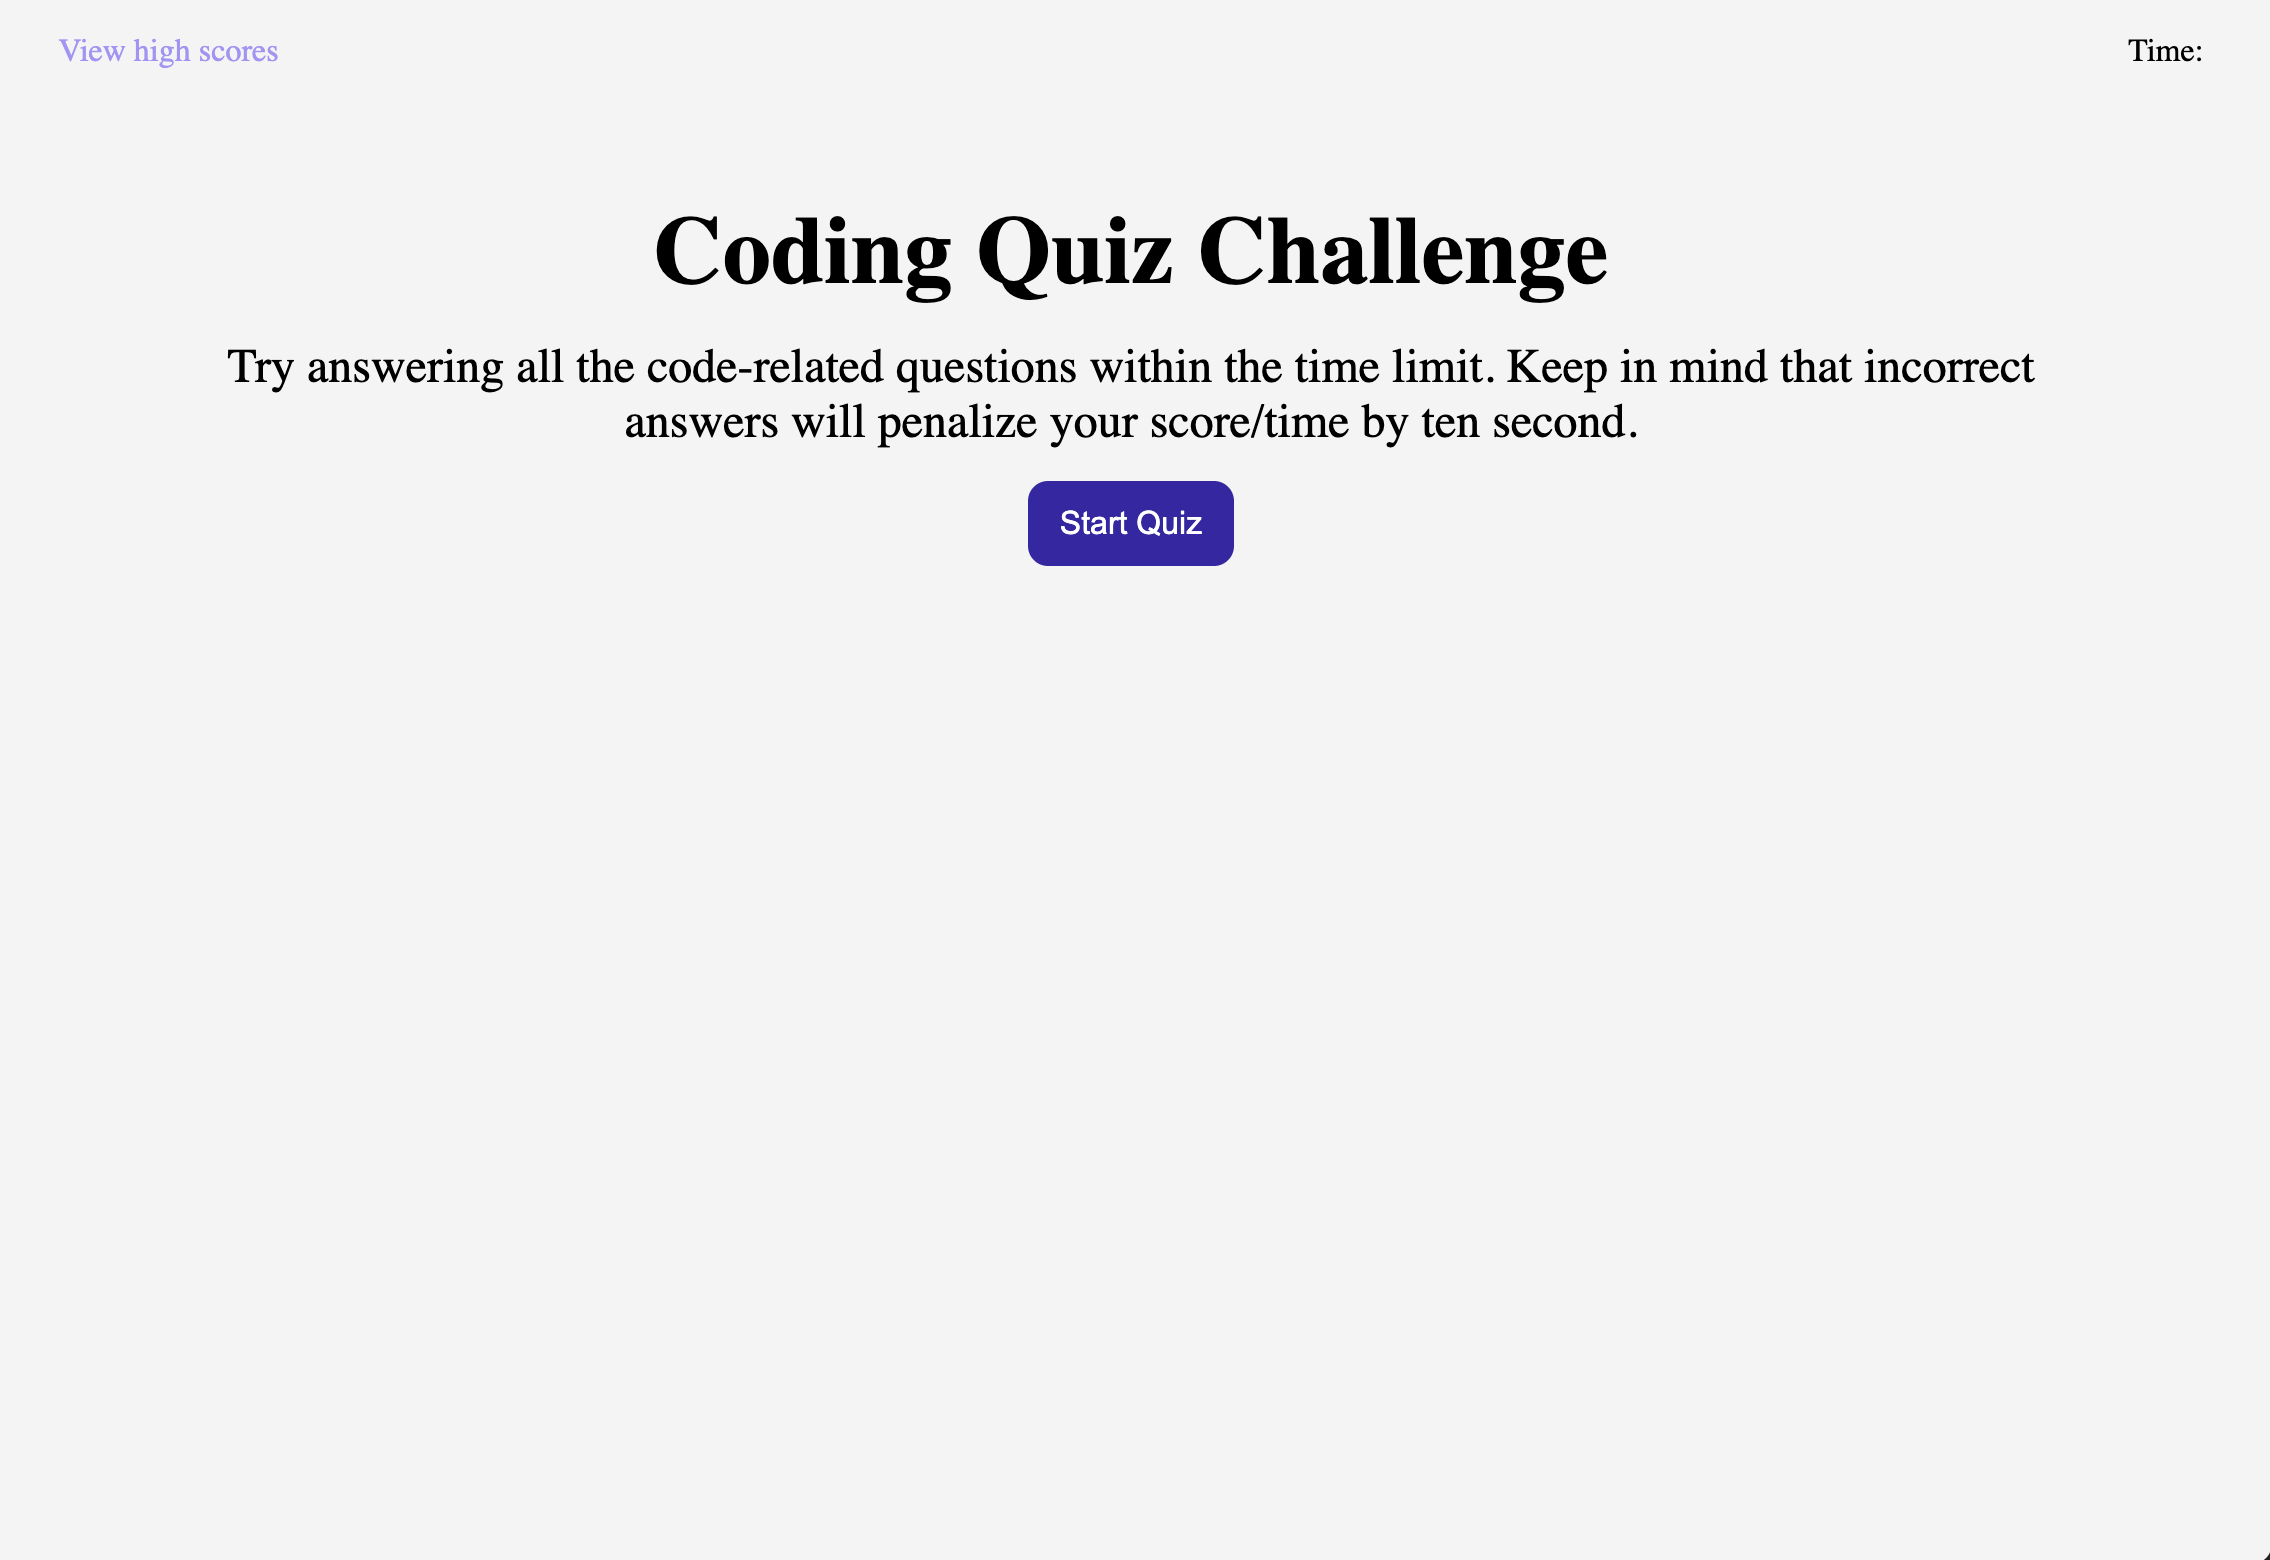 View high scores
Time:
Coding Quiz Challenge
Try answering all the code-related questions within the time limit. Keep in mind that incorrect
answers will penalize your score/time by ten second.
Start Quiz